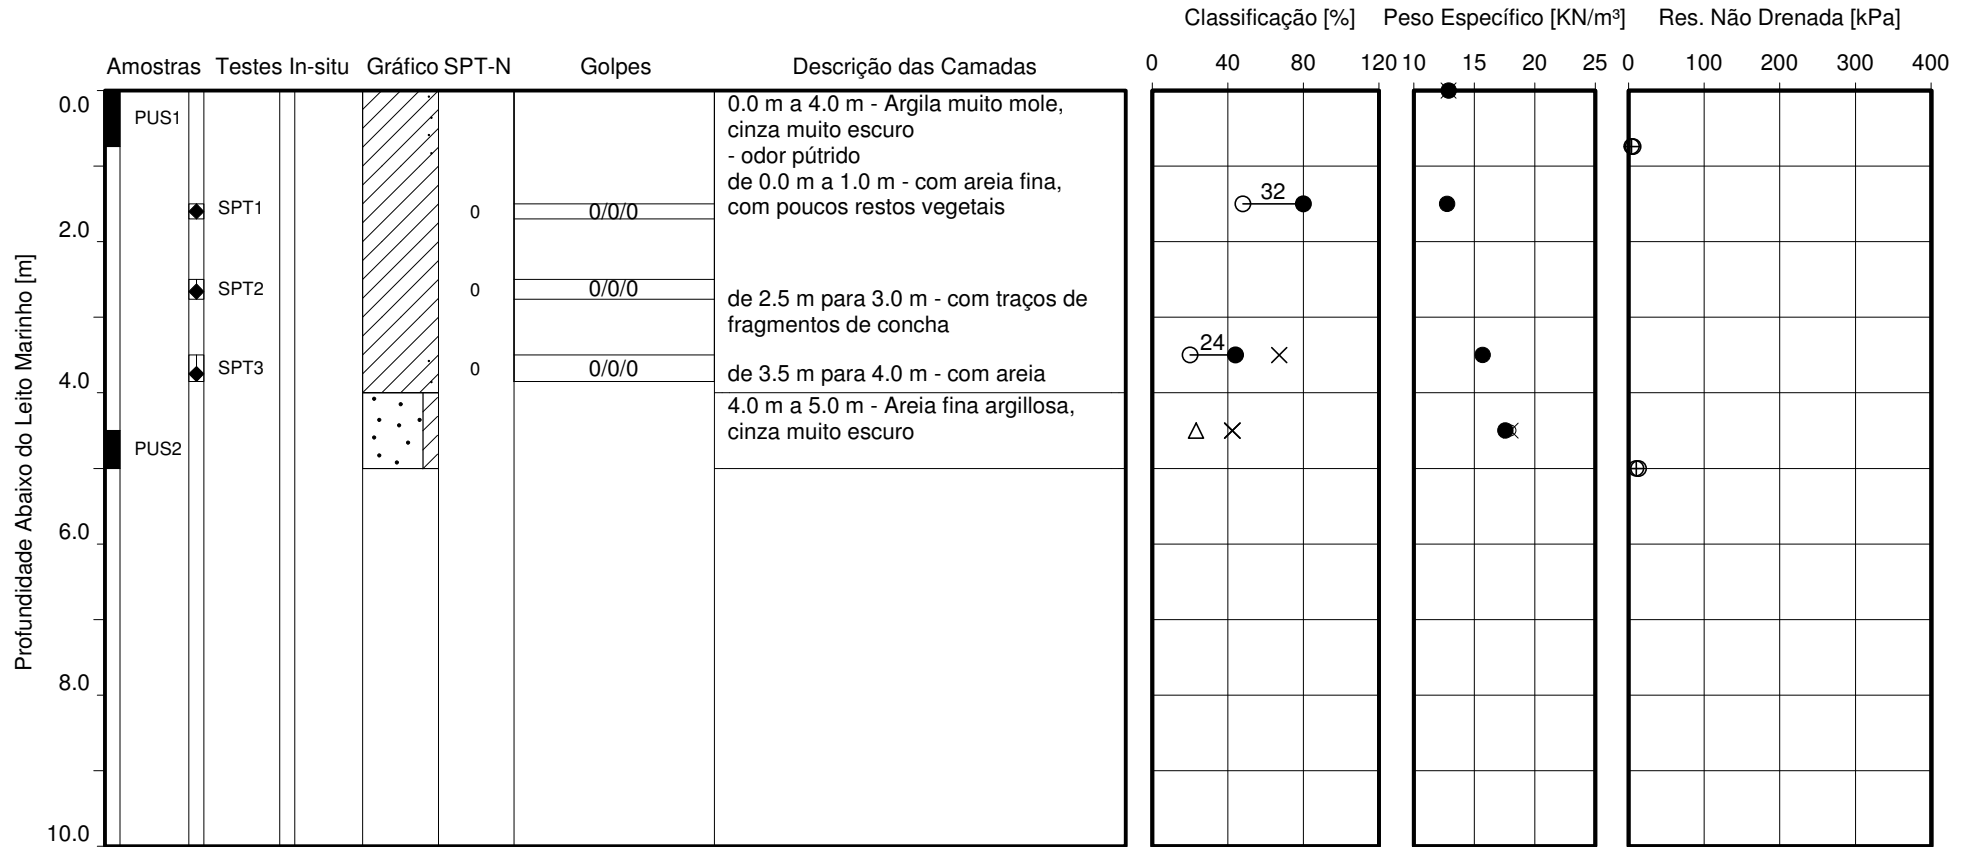 Classificação [%] Peso Específico [KN/m³] Res. Não Drenada [kPa]
0 40 80 120 10 15 20 25 0 100 200 300 400
Amostras Testes In-situ Gráfico SPT-N Golpes Descrição das Camadas
Profundidade Abaixo do Leito Marinho [m]
0.0
PUS1
0.0 m a 4.0 m - Argila muito mole,
cinza muito escuro
- odor pútrido
de 0.0 m a 1.0 m - com areia fina,
com poucos restos vegetais
SPT1 0 0/0/0
32
2.0
SPT2 0 0/0/0
de 2.5 m para 3.0 m - com traços de
fragmentos de concha
24
SPT3 0 0/0/0
de 3.5 m para 4.0 m - com areia
4.0
4.0 m a 5.0 m - Areia fina argillosa,
cinza muito escuro
PUS2
6.0
8.0
10.0